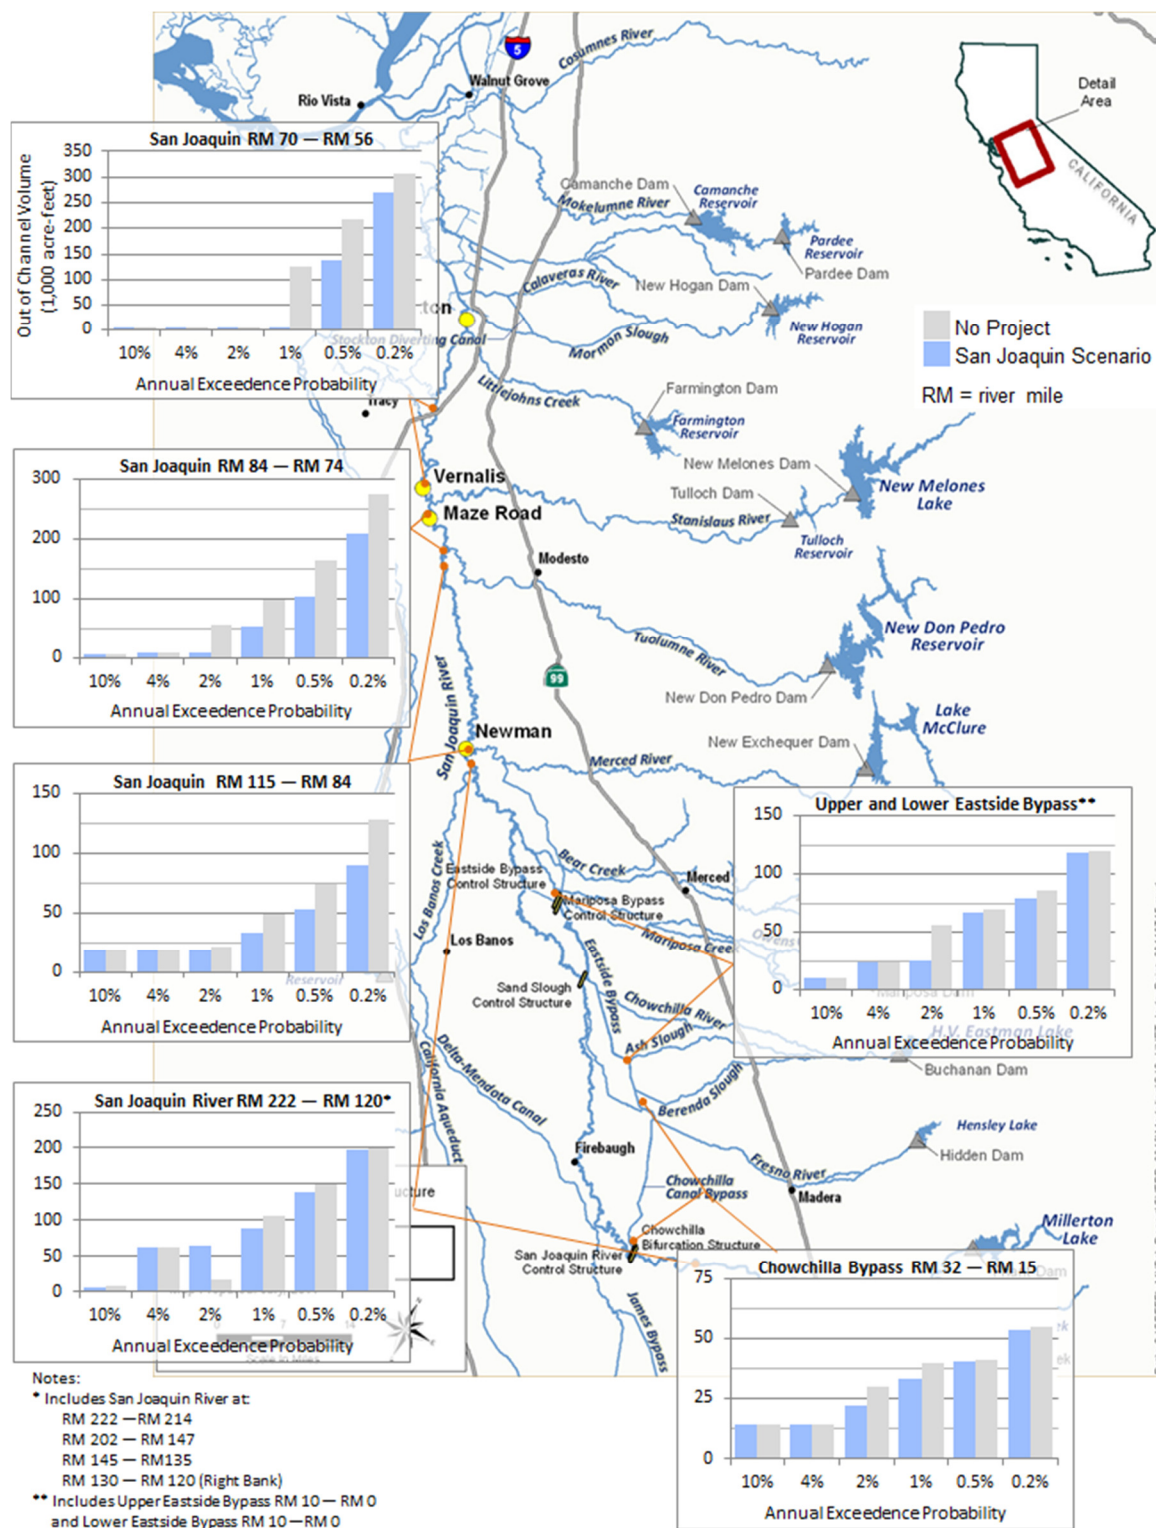 Cosumnes River
5
Walnut Grove
Rio Vista
Detail
Area
CALIFORNIA
San Joaquin RM 70 — RM 56
350
300
250
200
150
100
50
0
Out of Channel Volume
(1,000 acre-feet)
10% 4% 2% 1% 0.5% 0.2%
Annual Exceedence Probability
Camanche Dam
Camanche
Reservoir
Mokelumne River
Pardee
Reservoir
Pardee Dam
Calaveras River
New Hogan Dam
New Hogan
Reservoir
Mormon Slough
ton
Stockton Diverting Canal
No Project
San Joaquin Scenario
RM = river mile
Littlejohns Creek
Farmington Dam
Farmington
Reservoir
Tracy
New Melones Dam
New Melones
Lake
Tulloch Dam
Stanislaus River
Tulloch
Reservoir
San Joaquin RM 84 — RM 74
300
200
100
0
10% 4% 2% 1% 0.5% 0.2%
Annual Exceedence Probability
Vernalis
Maze Road
Modesto
New Don Pedro
Reservoir
Tuolumne River
New Don Pedro Dam
San Joaquin River
99
Lake
McClure
Newman
New Exchequer Dam
Merced River
San Joaquin RM 115 — RM 84
150
100
50
0
Reservoir
10% 4% 2% 1% 0.5% 0.2%
Annual Exceedence Probability
Upper and Lower Eastside Bypass**
150
100
50
0
Owens
Mariposa Dam
10% 4% 2% 1% 0.5% 0.2%
H.V. Eastman Lake
Annual Exceedence Probability
Buchanan Dam
Los Banos Creek
Bear Creek
Eastside Bypass
Control Structure
Merced
Mariposa Bypass
Control Structure
Los Banos
Mariposa Creek
Eastside Bypass
Sand Slough
Control Structure
Chowchilla River
Ash Slough
Delta-Mendota Canal
California Aqueduct
Berenda Slough
Hensley Lake
Hidden Dam
Firebaugh
Fresno River
Chowchilla
Canal Bypass
Madera
San Joaquin River RM 222 — RM 120*
250
200
150
100
50
0
10% 4% 2% 1% 0.5% 0.2%
Annual Exceedence Probability
ucture
Chowchilla
Bifurcation Structure
San Joaquin River
Control Structure
Millerton
Lake
James Bypass
Chowchilla Bypass RM 32 — RM 15
75
50
25
0
10% 4% 2% 1% 0.5% 0.2%
Annual Exceedence Probability
Notes:
* Includes San Joaquin River at:
RM 222 —RM 214
RM 202 — RM 147
RM 145 — RM135
RM 130 — RM 120 (Right Bank)
** Includes Upper Eastside Bypass RM 10 — RM 0
and Lower Eastside Bypass RM 10 —RM 0